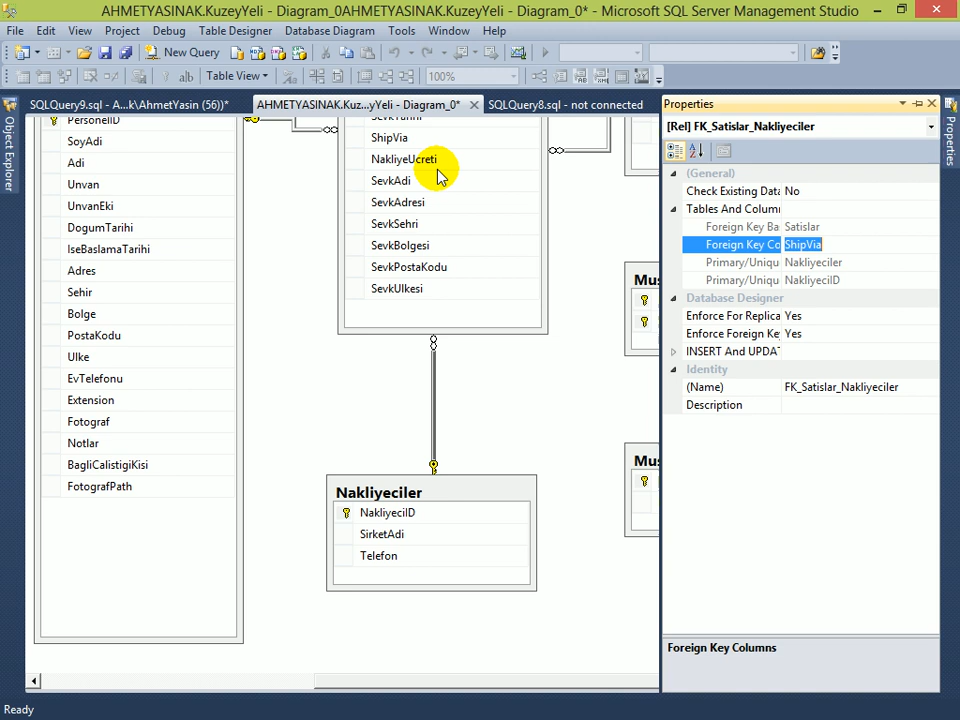 AHMETYASINAK.KuzeyYeli - Diagram_0AHMETYASINAK.KuzeyYeli - Diagram_0* - Microsoft SQL Server Management Studio
File Edit View Project Debug Table Designer Database Diagram Tools Window Help
New Query
Table View 100%
SQLQuery9.sql - A...k\AhmetYasin (56))* AHMETYASINAK.Kuz...yYeli - Diagram_0* SQLQuery8.sql - not connected
Object Explorer
PersonelID
SoyAdi
Adi
Unvan
UnvanEki
DogumTarihi
IseBaslamaTarihi
Adres
Sehir
Bolge
PostaKodu
Ulke
EvTelefonu
Extension
Fotograf
Notlar
BagliCalistigiKisi
FotografPath
SevkTarihi
ShipVia
NakliyeUcreti
SevkAdi
SevkAdresi
SevkSehri
SevkBolgesi
SevkPostaKodu
SevkUlkesi
Nakliyeciler
NakliyeciID
SirketAdi
Telefon
Mus
Mus
Properties
[Rel] FK_Satislar_Nakliyeciler
(General)
Check Existing Data No
Tables And Column
Foreign Key Ba Satislar
Foreign Key Co ShipVia
Primary/Uniqu Nakliyeciler
Primary/Uniqu NakliyeciID
Database Designer
Enforce For Replica Yes
Enforce Foreign Key Yes
INSERT And UPDAT
Identity
(Name) FK_Satislar_Nakliyeciler
Description
Foreign Key Columns
Properties
Ready